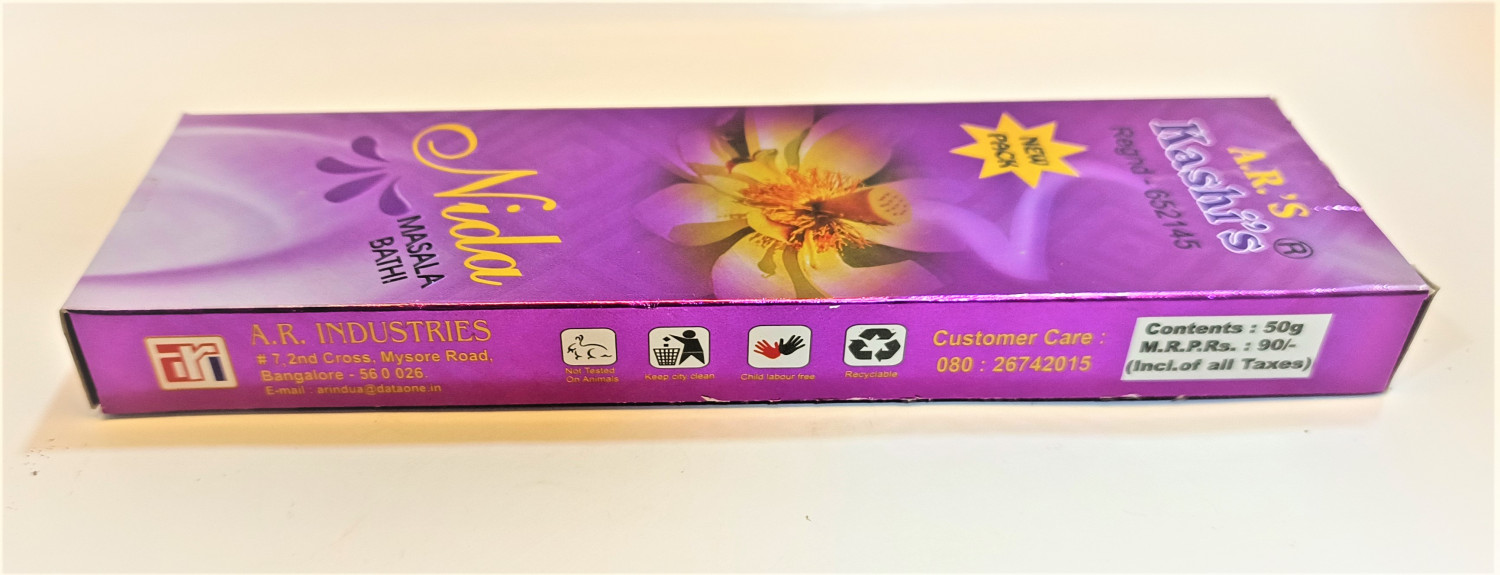 A.R.'S
Kashi's ®
Regnd - 652145
NEW
PACK
Nida
MASALA
BATHI
ari
A.R. INDUSTRIES
# 7,2nd Cross, Mysore Road,
Bangalore - 56 0 026.
E-mail : arindua@dataone.in
Not Tested
On Animals
Keep city clean
Child labour free
Recyclable
Customer Care :
080 : 26742015
Contents : 50g
M.R.P.Rs. : 90/-
(Incl.of all Taxes)